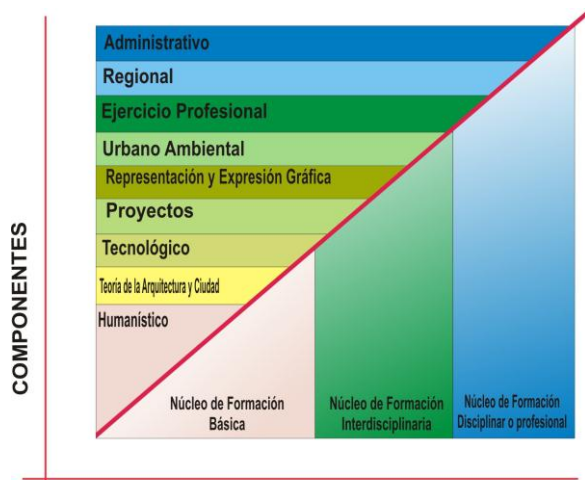 Administrativo
Regional
Ejercicio Profesional
Urbano Ambiental
Representación y Expresión Gráfica
Proyectos
Tecnológico
Teoría de la Arquitectura y Ciudad
Humanístico
COMPONENTES
Núcleo de Formación
Básica
Núcleo de Formación
Interdisciplinaria
Núcleo de Formación
Disciplinar o profesional